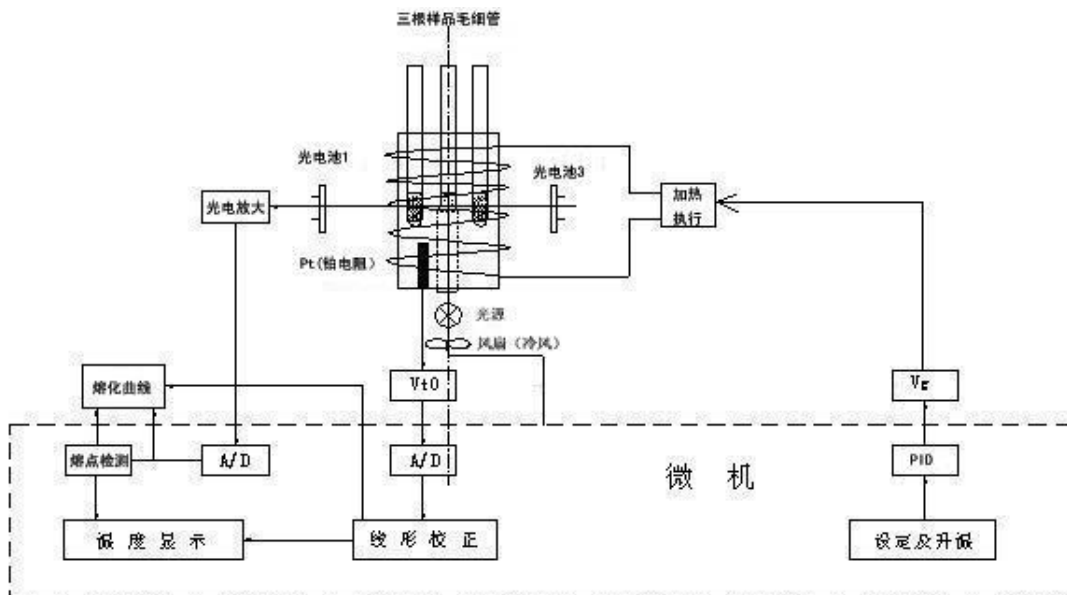 三根样品毛细管
光电池1
光电池3
光电放大
加热
执行
Pt(铂电阻)
光源
风扇(冷风)
熔化曲线
Vt0
Vg
熔点检测
A/D
A/D
微 机
PID
温 度 显 示
线 形 校 正
设定及升温